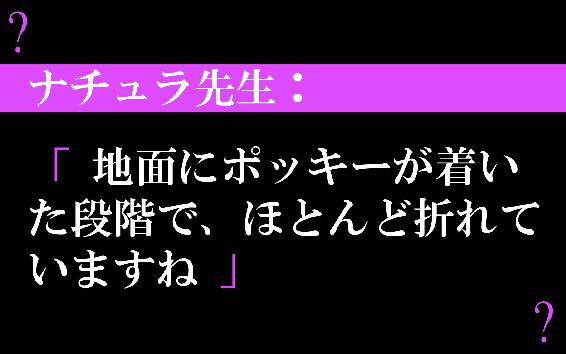 ?
ナチュラ先生：
「 地面にポッキーが着い
た段階で、ほとんど折れて
いますね 」
?